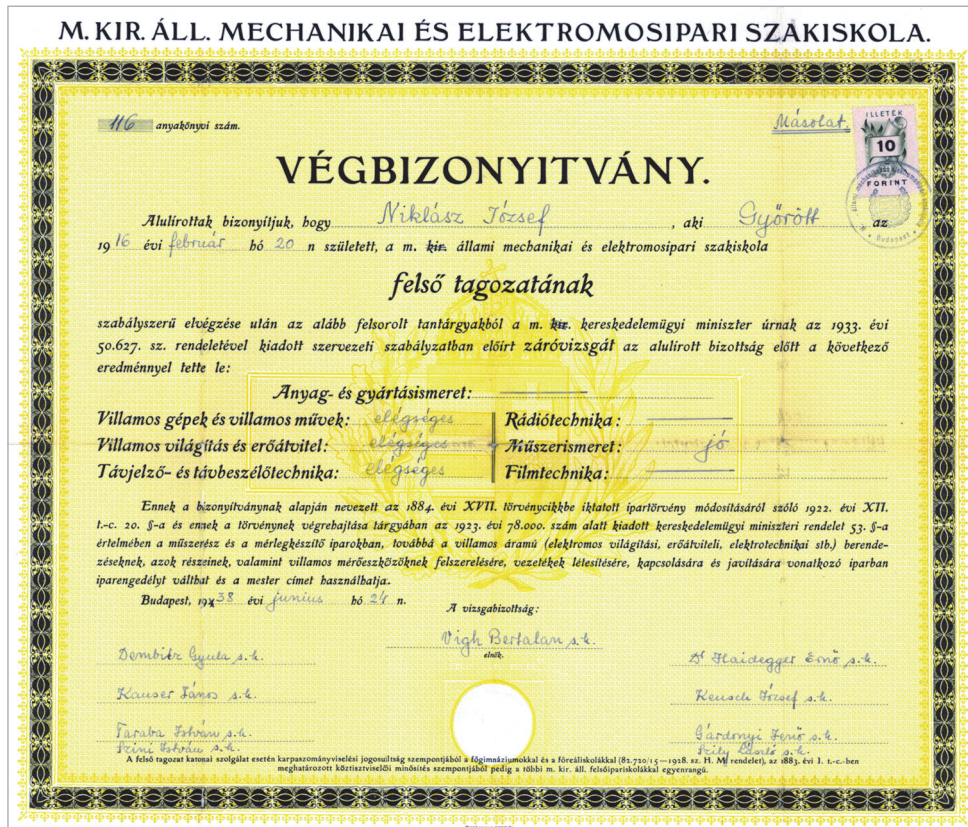 M. KIR. ÁLL. MECHANIKAI ÉS ELEKTROMOSIPARI SZAKISKOLA.
116 anyakönyvi szám.
Másolat.
ILLETÉK
10
FORINT
VÉGBIZONYITVÁNY.
Alulírottak bizonyítjuk, hogy Niklász József, aki Győrött az
1916 évi február hó 20 n született, a m. kir. állami mechanikai és elektromosipari szakiskola
felső tagozatának
szabályszerű elvégzése után az alább felsorolt tantárgyakból a m. kir. kereskedelemügyi miniszter úrnak az 1933. évi
50.627. sz. rendeletével kiadott szervezeti szabályzatban előírt záróvizsgát az alulírott bizottság előtt a következő
eredménnyel tette le:
Anyag- és gyártásismeret:
Villamos gépek és villamos művek: elégséges Rádiótechnika:
Villamos világítás és erőátvitel: elégséges Műszerismeret: jó
Távjelző- és távbeszélőtechnika: elégséges Filmtechnika:
Ennek a bizonyítványnak alapján nevezett az 1884. évi XVII. törvénycikkbe iktatott ipartörvény módosításáról szóló 1922. évi XII.
t.-c. 20. §-a és ennek a törvénynek végrehajtása tárgyában az 1923. évi 78.000. szám alatt kiadott kereskedelemügyi miniszteri rendelet 53. §-a
értelmében a műszerész és a mérlegkészítő iparokban, továbbá a villamos áramú (elektromos világítási, erőátviteli, elektrotechnikai stb.) berende-
zéseknek, azok részeinek, valamint villamos mérőeszközöknek felszerelésére, vezetékek létesítésére, kapcsolására és javítására vonatkozó iparban
iparengedélyt válthat és a mester címet használhatja.
Budapest, 1938 évi junius hó 24 n.
A vizsgabizottság:
Vigh Bertalan s.k.
elnök.
Dembitz Gyula s.k. Dr Haidegger Ernő s.k.
Kauser János s.k. Keusch József s.k.
Taraba István s.k. Gárdonyi Jenő s.k.
Szini István s.k. Szily László s.k.
A felső tagozat katonai szolgálat esetén karpaszományviselési jogosultság szempontjából a főgimnáziumokkal és a főreáliskolákkal (82.720/15—1928. sz. H. M. rendelet), az 1883. évi I. t.-c.-ben
meghatározott köztisztviselői minősítés szempontjából pedig a többi m. kir. áll. felsőipariskolákkal egyenrangú.